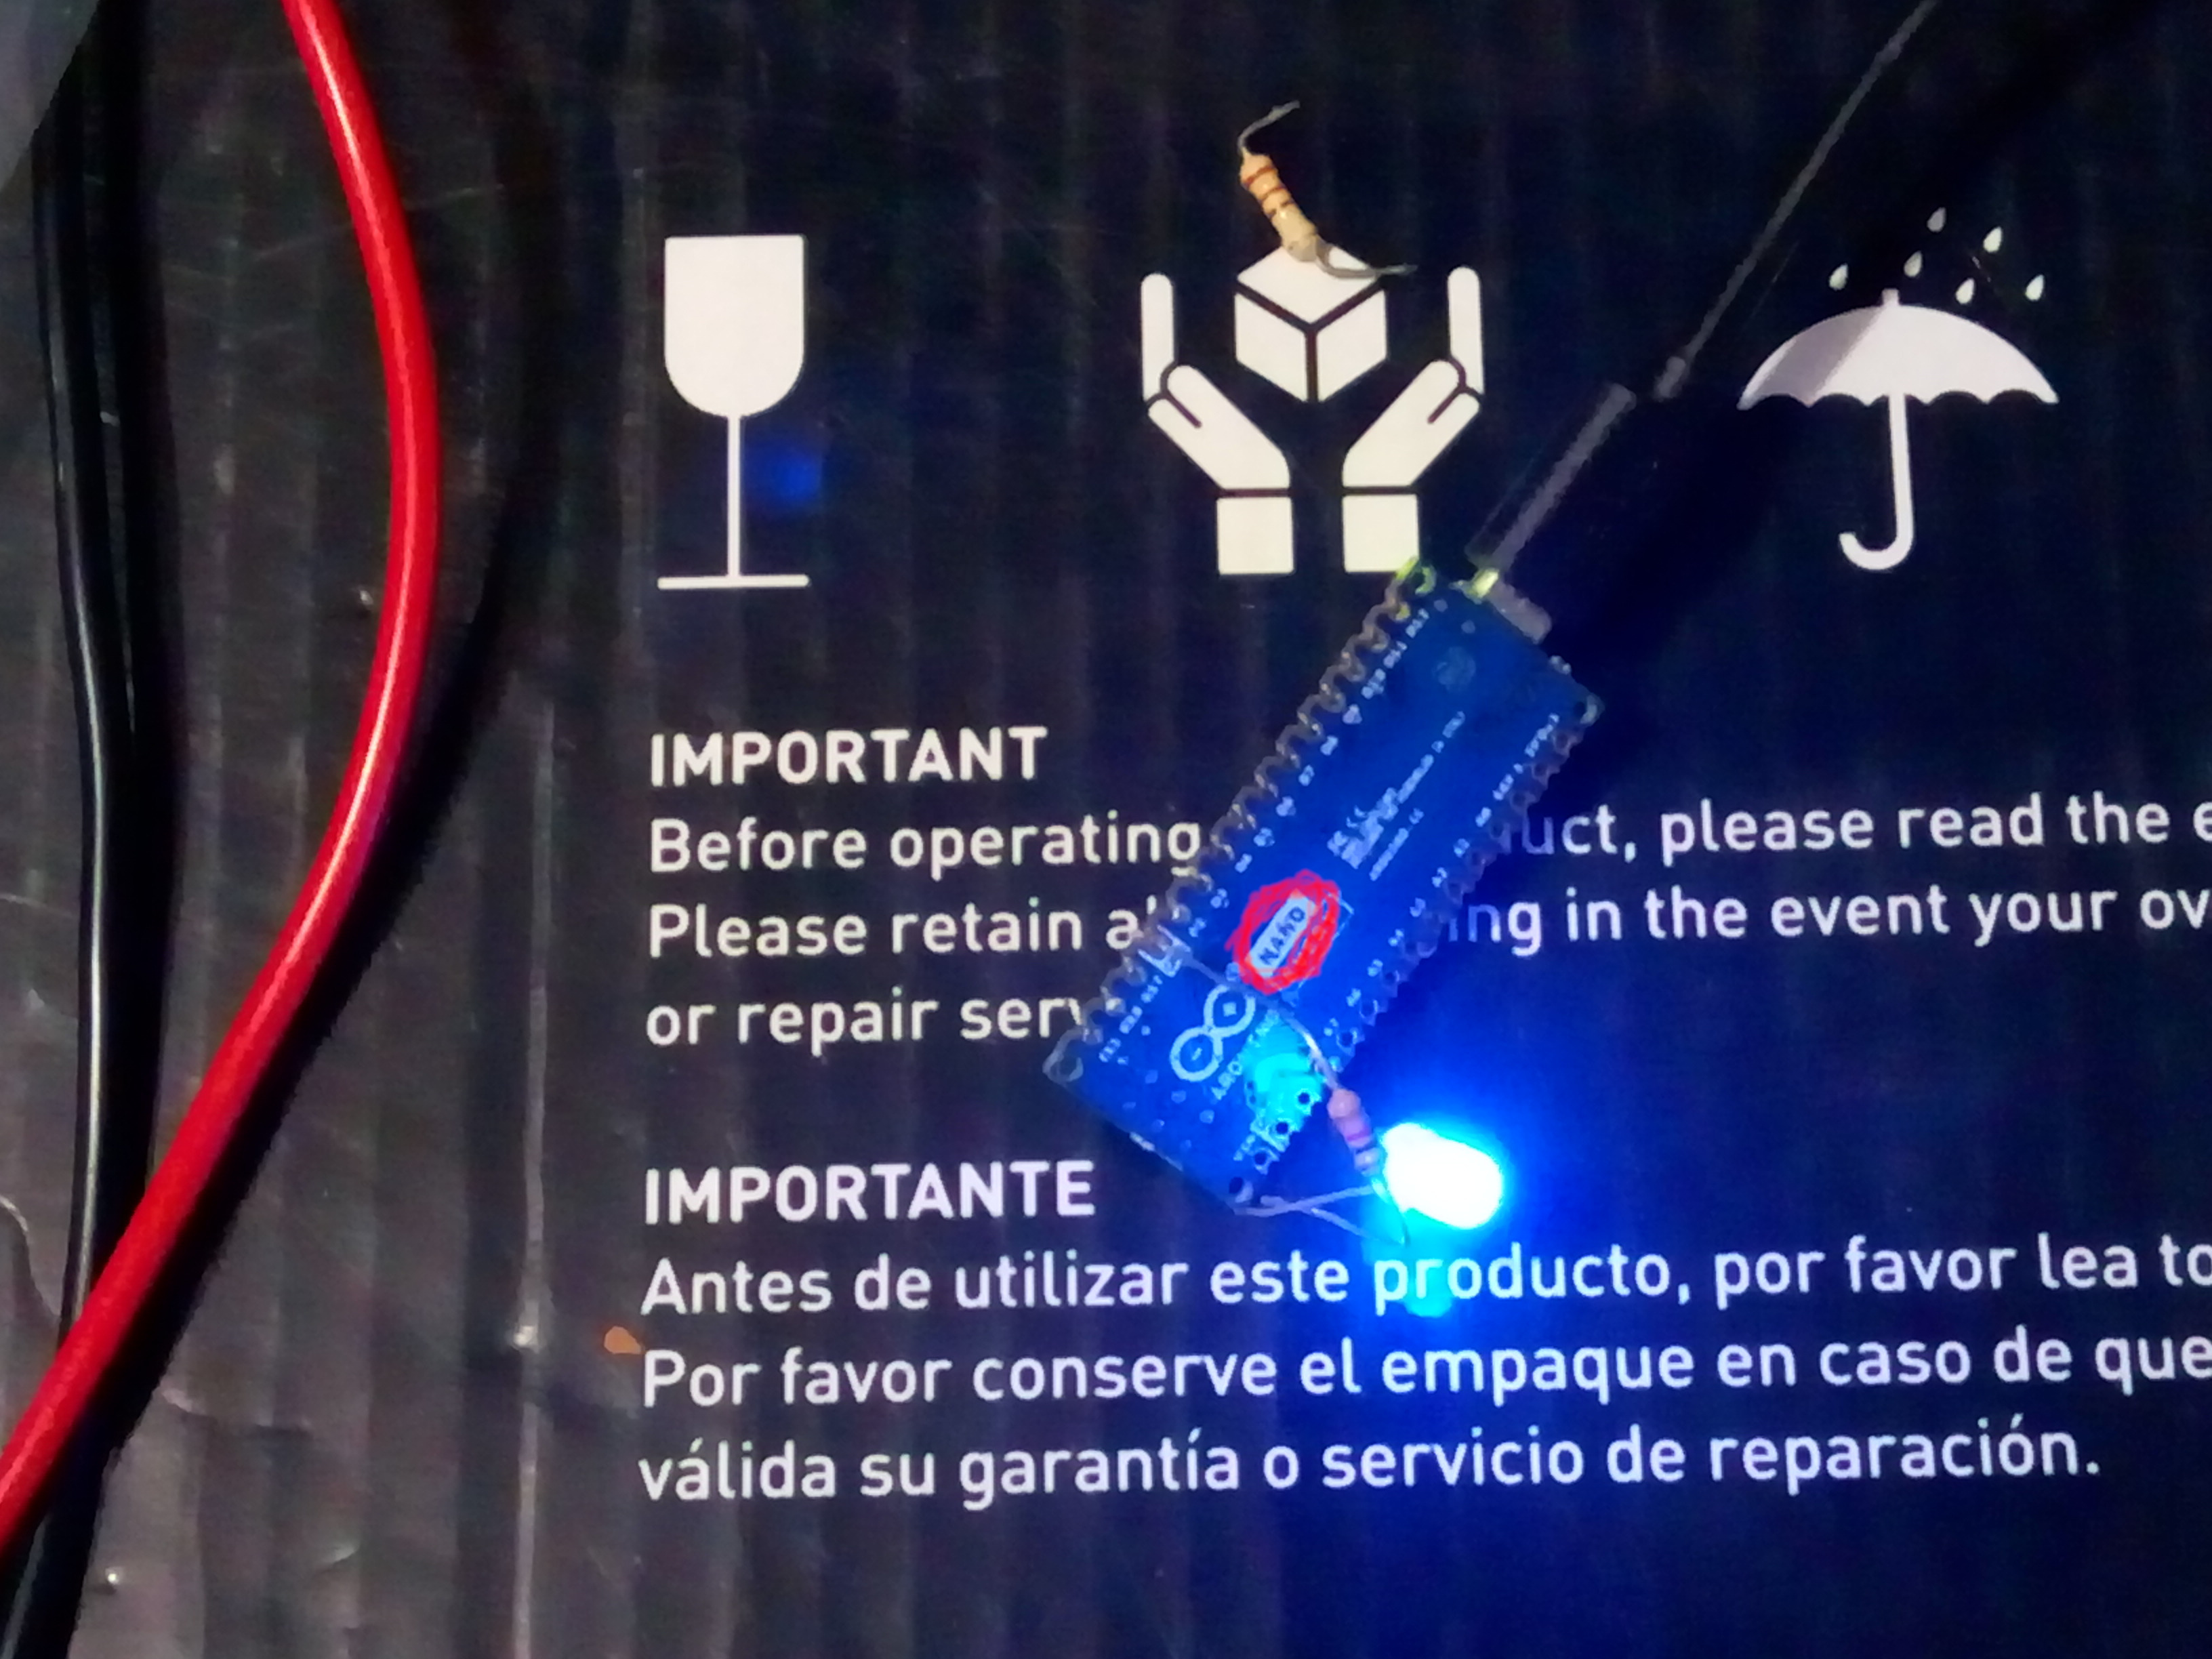 IMPORTANT
Before operating uct, please read the e
Please retain a ng in the event your ov
or repair serv
NANO
IMPORTANTE
Antes de utilizar este producto, por favor lea to
Por favor conserve el empaque en caso de que
válida su garantía o servicio de reparación.